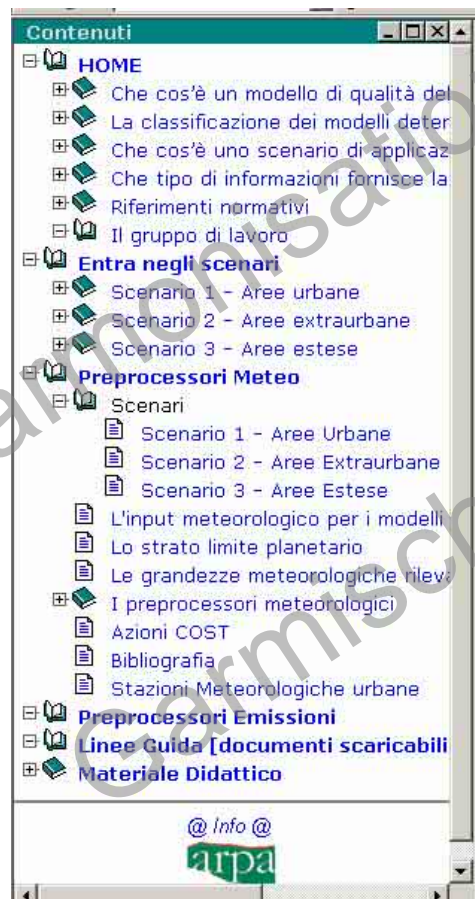 Contenuti
HOME
Che cos'è un modello di qualità del
La classificazione dei modelli deter
Che cos'è uno scenario di applicaz
Che tipo di informazioni fornisce la
Riferimenti normativi
Il gruppo di lavoro
Entra negli scenari
Scenario 1 - Aree urbane
Scenario 2 - Aree extraurbane
Scenario 3 - Aree estese
Preprocessori Meteo
Scenari
Scenario 1 - Aree Urbane
Scenario 2 - Aree Extraurbane
Scenario 3 - Aree Estese
L'input meteorologico per i modelli
Lo strato limite planetario
Le grandezze meteorologiche rileva
I preprocessori meteorologici
Azioni COST
Bibliografia
Stazioni Meteorologiche urbane
Preprocessori Emissioni
Linee Guida [documenti scaricabili
Materiale Didattico
@ Info @
arpa